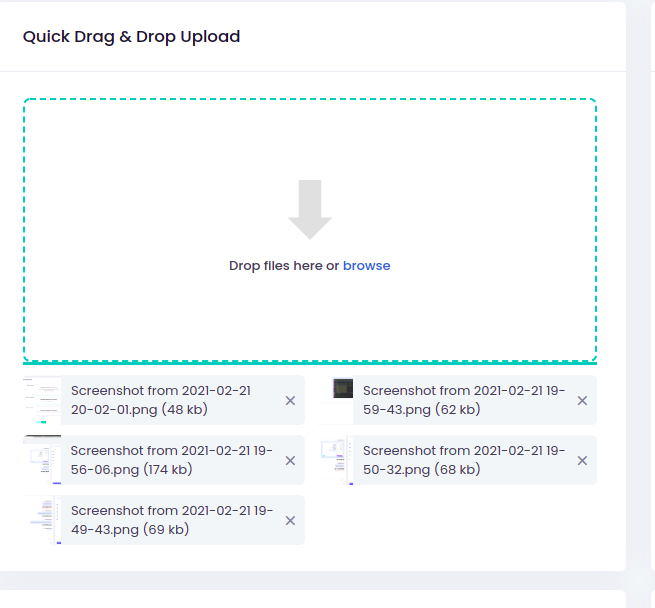 Quick Drag & Drop Upload
Drop files here or browse
Screenshot from 2021-02-21
20-02-01.png (48 kb)
Screenshot from 2021-02-21 19-
59-43.png (62 kb)
Screenshot from 2021-02-21 19-
56-06.png (174 kb)
Screenshot from 2021-02-21 19-
50-32.png (68 kb)
Screenshot from 2021-02-21 19-
49-43.png (69 kb)